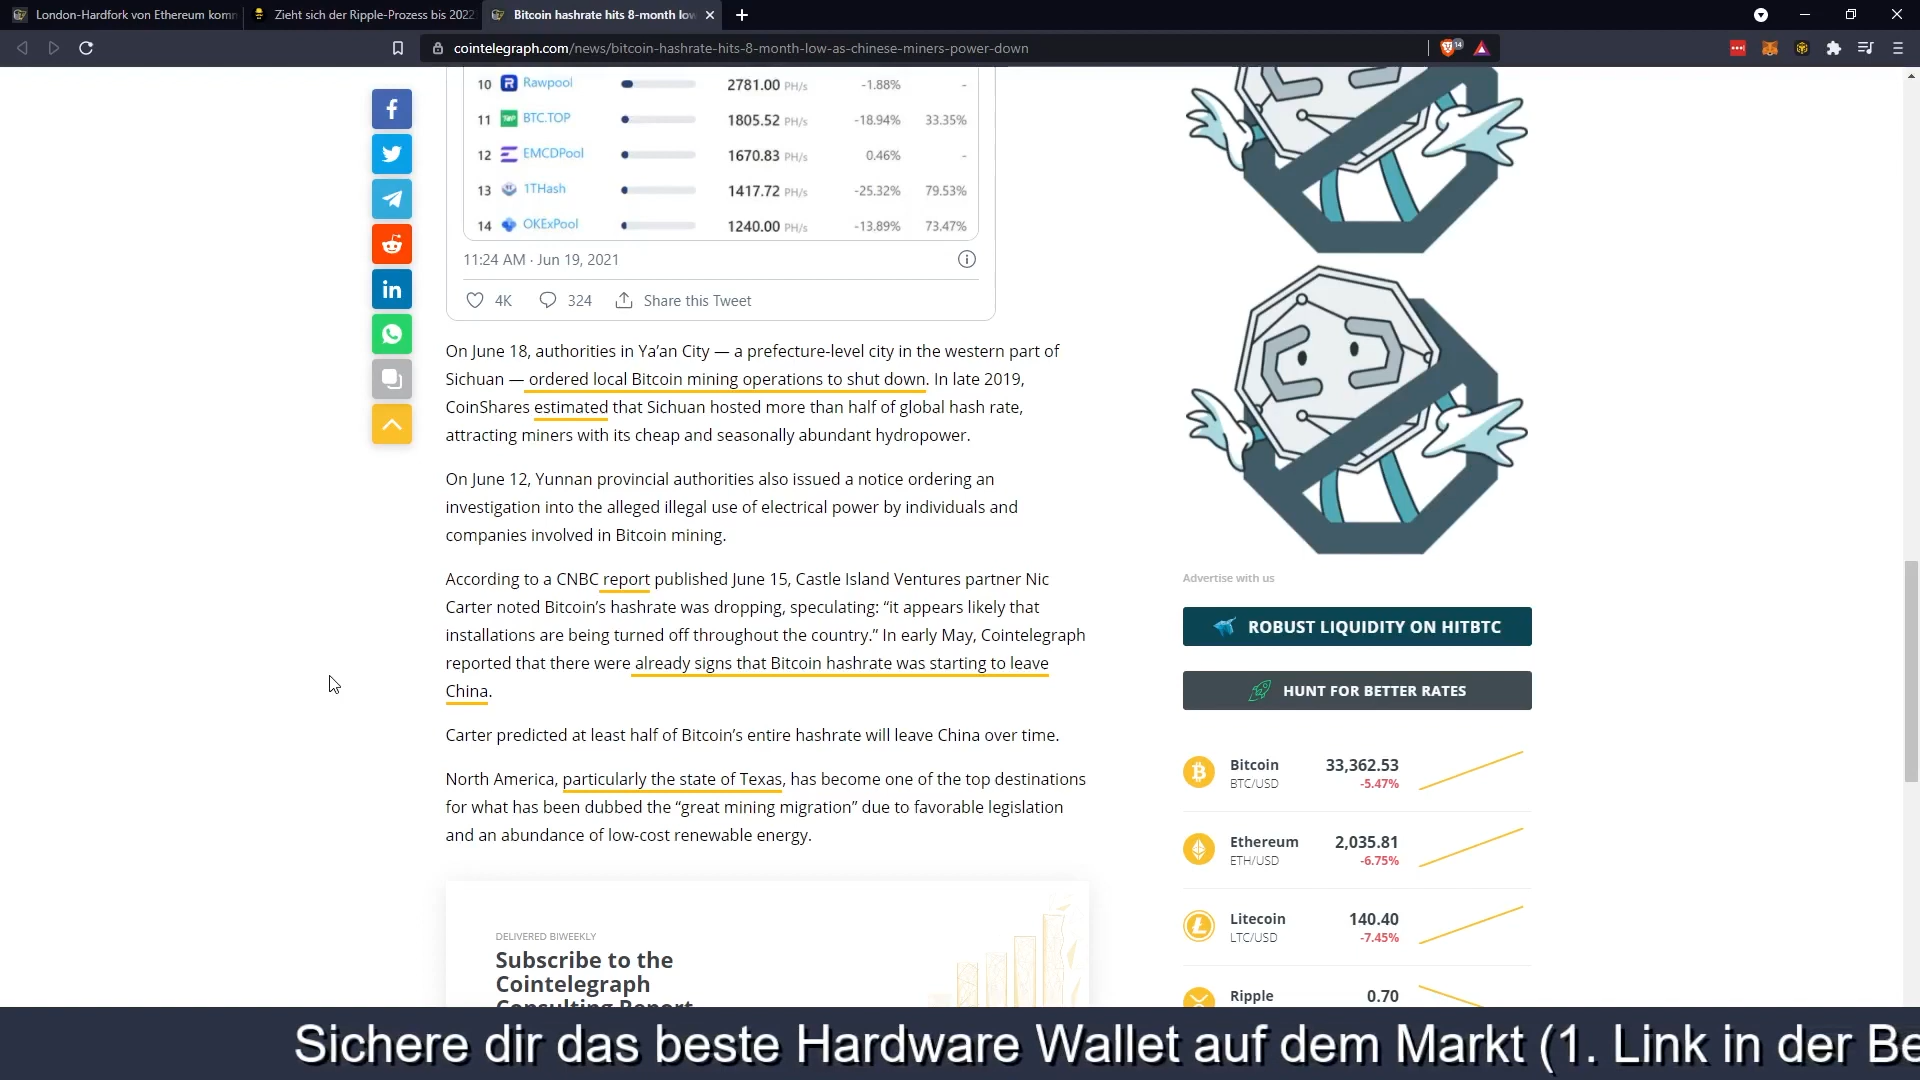 London-Hardfork von Ethereum komm
Zieht sich der Ripple-Prozess bis 2022
Bitcoin hashrate hits 8-month low
cointelegraph.com/news/bitcoin-hashrate-hits-8-month-low-as-chinese-miners-power-down
14
10 Rawpool 2781.00 PH/s -1.88% -
11 BTC.TOP 1805.52 PH/s -18.94% 33.35%
12 EMCDPool 1670.83 PH/s 0.46% -
13 1THash 1417.72 PH/s -25.32% 79.53%
14 OKExPool 1240.00 PH/s -13.89% 73.47%
11:24 AM · Jun 19, 2021
4K 324 Share this Tweet
On June 18, authorities in Ya’an City — a prefecture-level city in the western part of
Sichuan — ordered local Bitcoin mining operations to shut down. In late 2019,
CoinShares estimated that Sichuan hosted more than half of global hash rate,
attracting miners with its cheap and seasonally abundant hydropower.
On June 12, Yunnan provincial authorities also issued a notice ordering an
investigation into the alleged illegal use of electrical power by individuals and
companies involved in Bitcoin mining.
According to a CNBC report published June 15, Castle Island Ventures partner Nic
Carter noted Bitcoin’s hashrate was dropping, speculating: “it appears likely that
installations are being turned off throughout the country.” In early May, Cointelegraph
reported that there were already signs that Bitcoin hashrate was starting to leave
China.
Carter predicted at least half of Bitcoin’s entire hashrate will leave China over time.
North America, particularly the state of Texas, has become one of the top destinations
for what has been dubbed the “great mining migration” due to favorable legislation
and an abundance of low-cost renewable energy.
DELIVERED BIWEEKLY
Subscribe to the
Cointelegraph
Consulting Report
Advertise with us
ROBUST LIQUIDITY ON HITBTC
HUNT FOR BETTER RATES
Bitcoin 33,362.53
BTC/USD -5.47%
Ethereum 2,035.81
ETH/USD -6.75%
Litecoin 140.40
LTC/USD -7.45%
Ripple 0.70
Sichere dir das beste Hardware Wallet auf dem Markt (1. Link in der Be